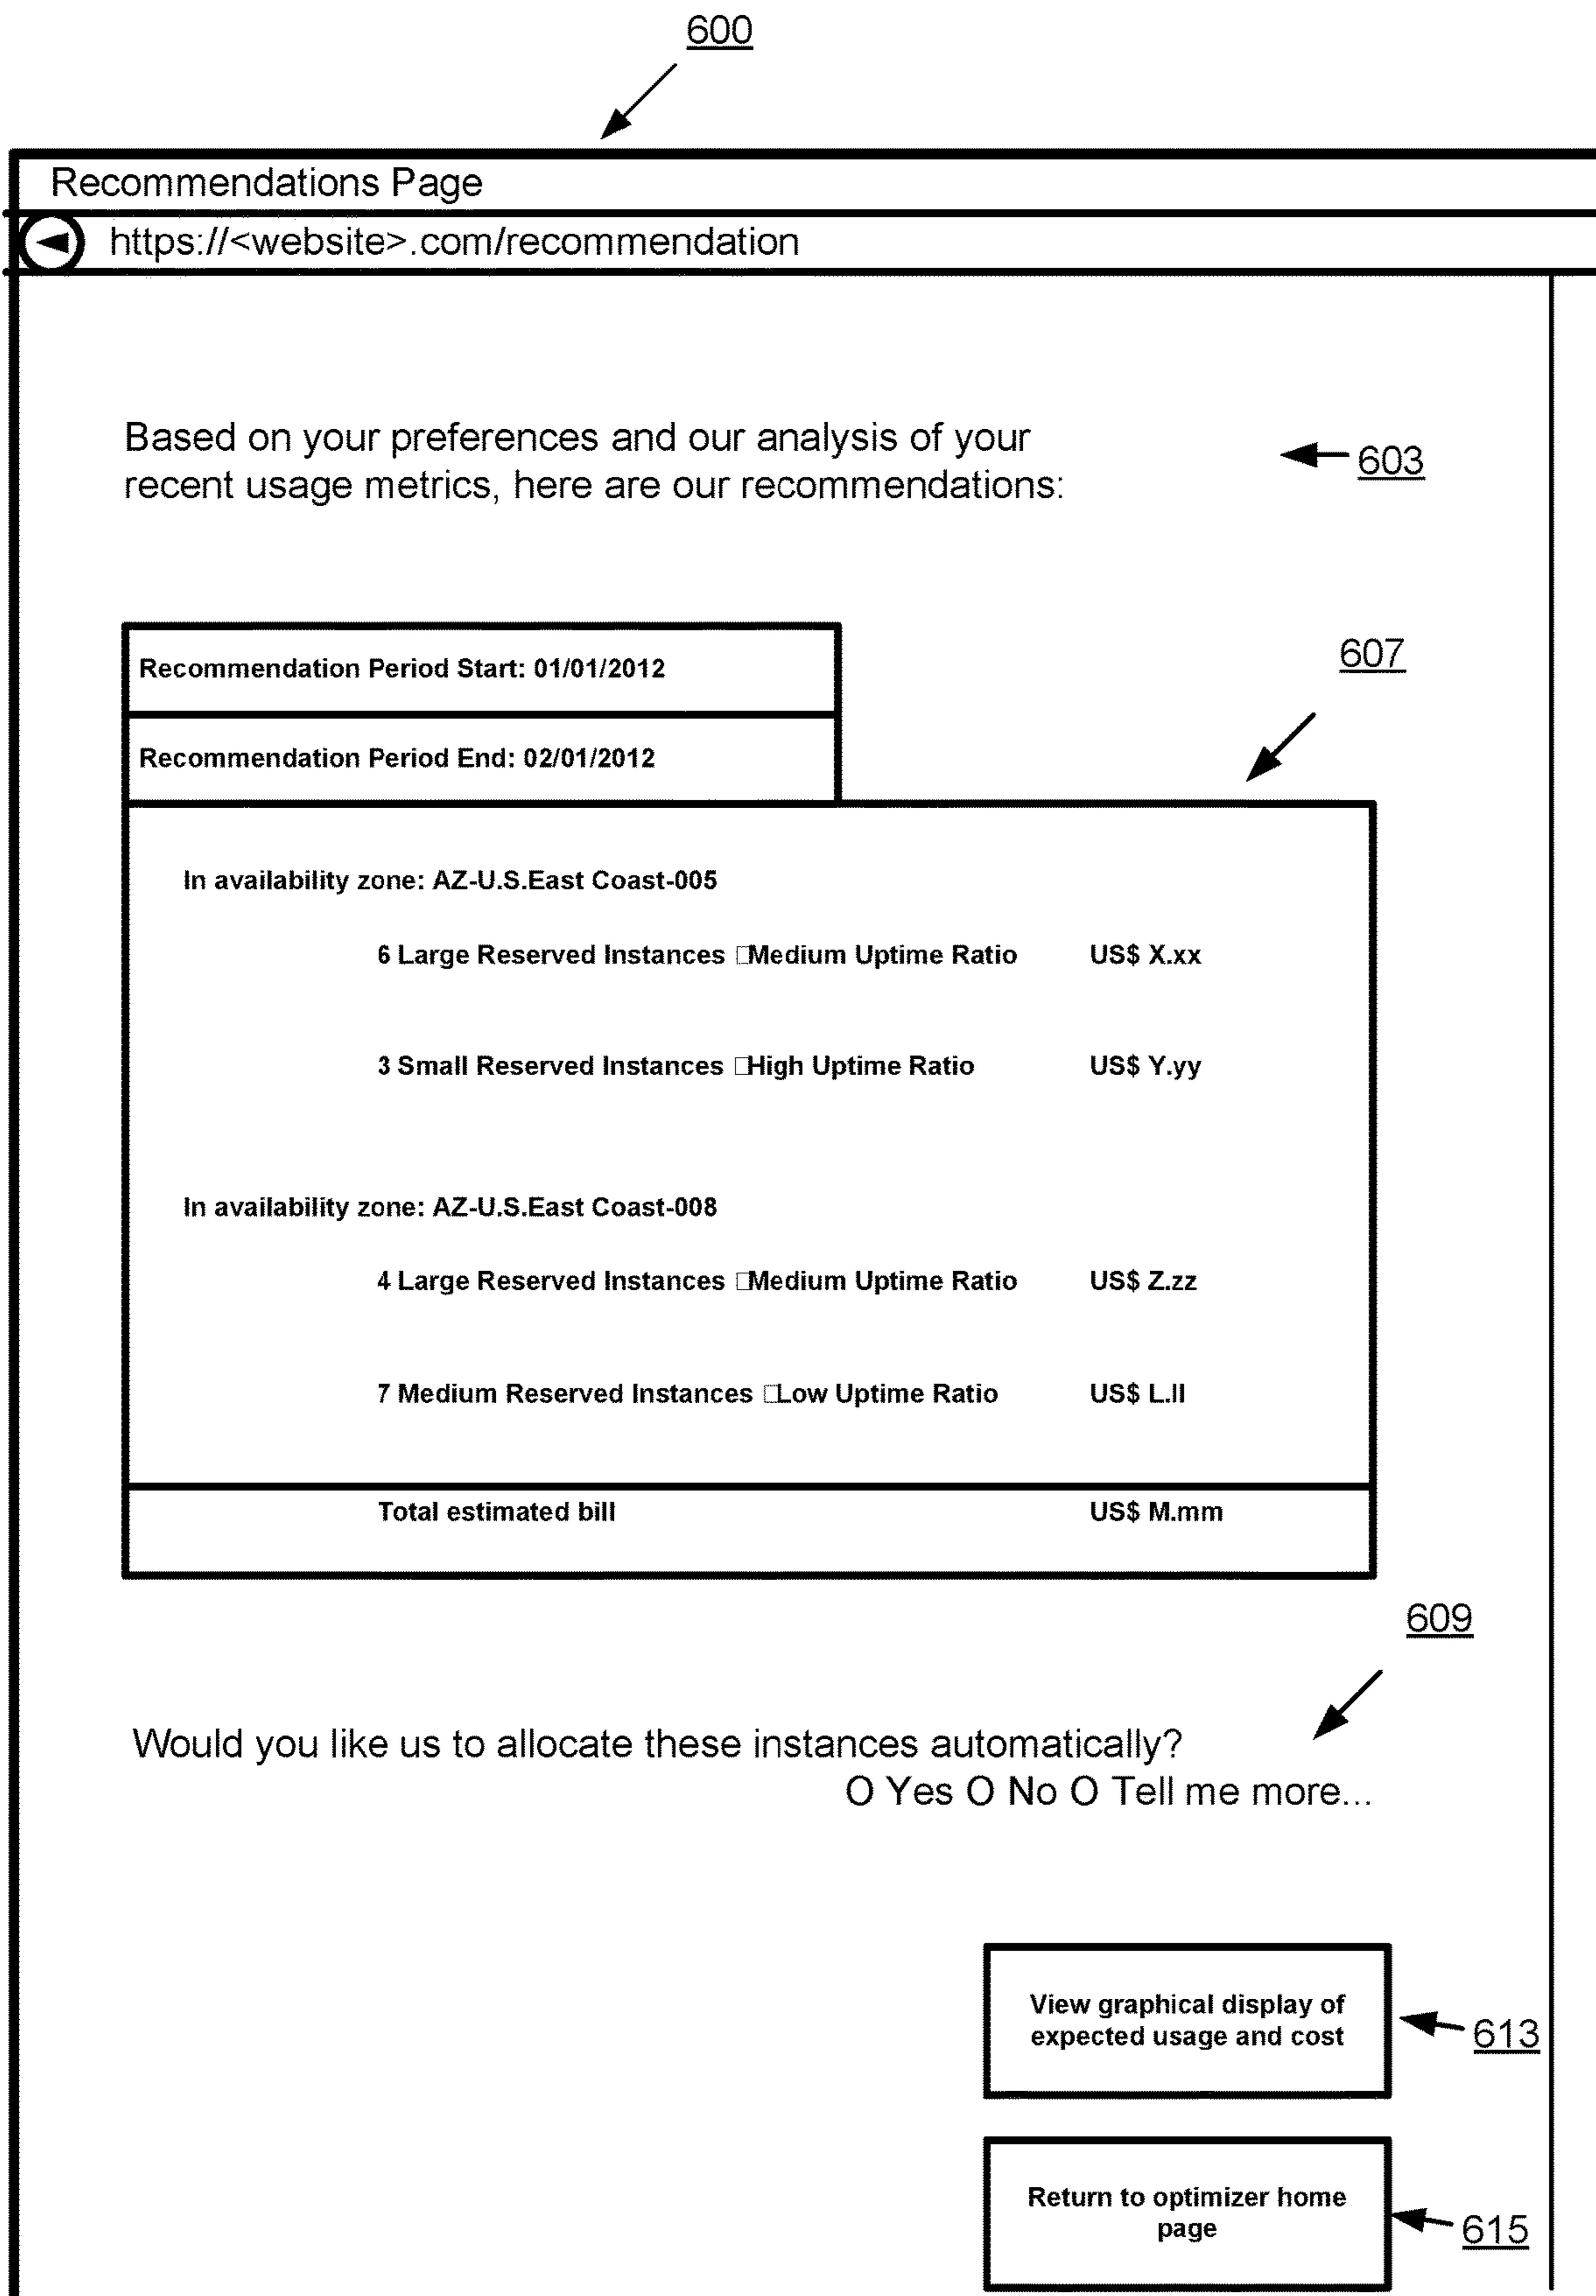 600
Recommendations Page
https://<website>.com/recommendation
Based on your preferences and our analysis of your
recent usage metrics, here are our recommendations:
603
Recommendation Period Start: 01/01/2012
607
Recommendation Period End: 02/01/2012
In availability zone: AZ-U.S.East Coast-005
6 Large Reserved Instances □Medium Uptime Ratio US$ X.xx
3 Small Reserved Instances □High Uptime Ratio US$ Y.yy
In availability zone: AZ-U.S.East Coast-008
4 Large Reserved Instances □Medium Uptime Ratio US$ Z.zz
7 Medium Reserved Instances □Low Uptime Ratio US$ L.ll
Total estimated bill US$ M.mm
609
Would you like us to allocate these instances automatically?
O Yes O No O Tell me more...
View graphical display of
expected usage and cost
613
Return to optimizer home
page
615